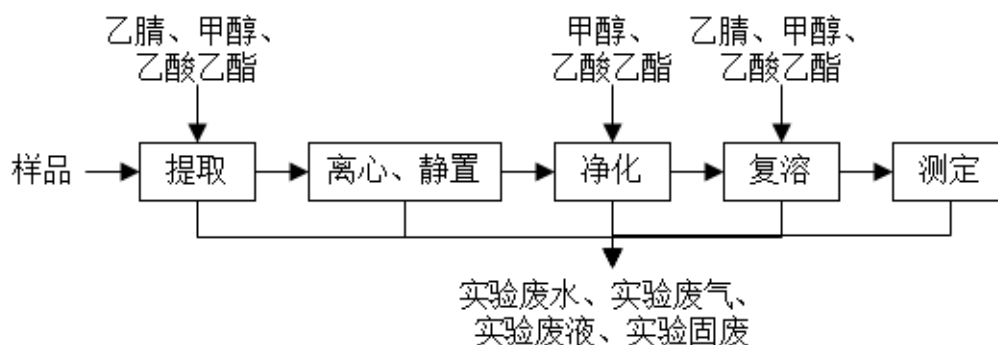 乙腈、甲醇、
乙酸乙酯
甲醇、
乙酸乙酯
乙腈、甲醇、
乙酸乙酯
样品
提取
离心、静置
净化
复溶
测定
实验废水、实验废气、
实验废液、实验固废